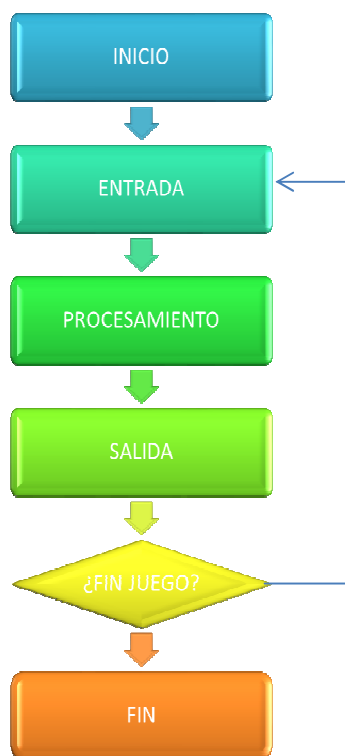 INICIO
ENTRADA
PROCESAMIENTO
SALIDA
¿FIN JUEGO?
FIN